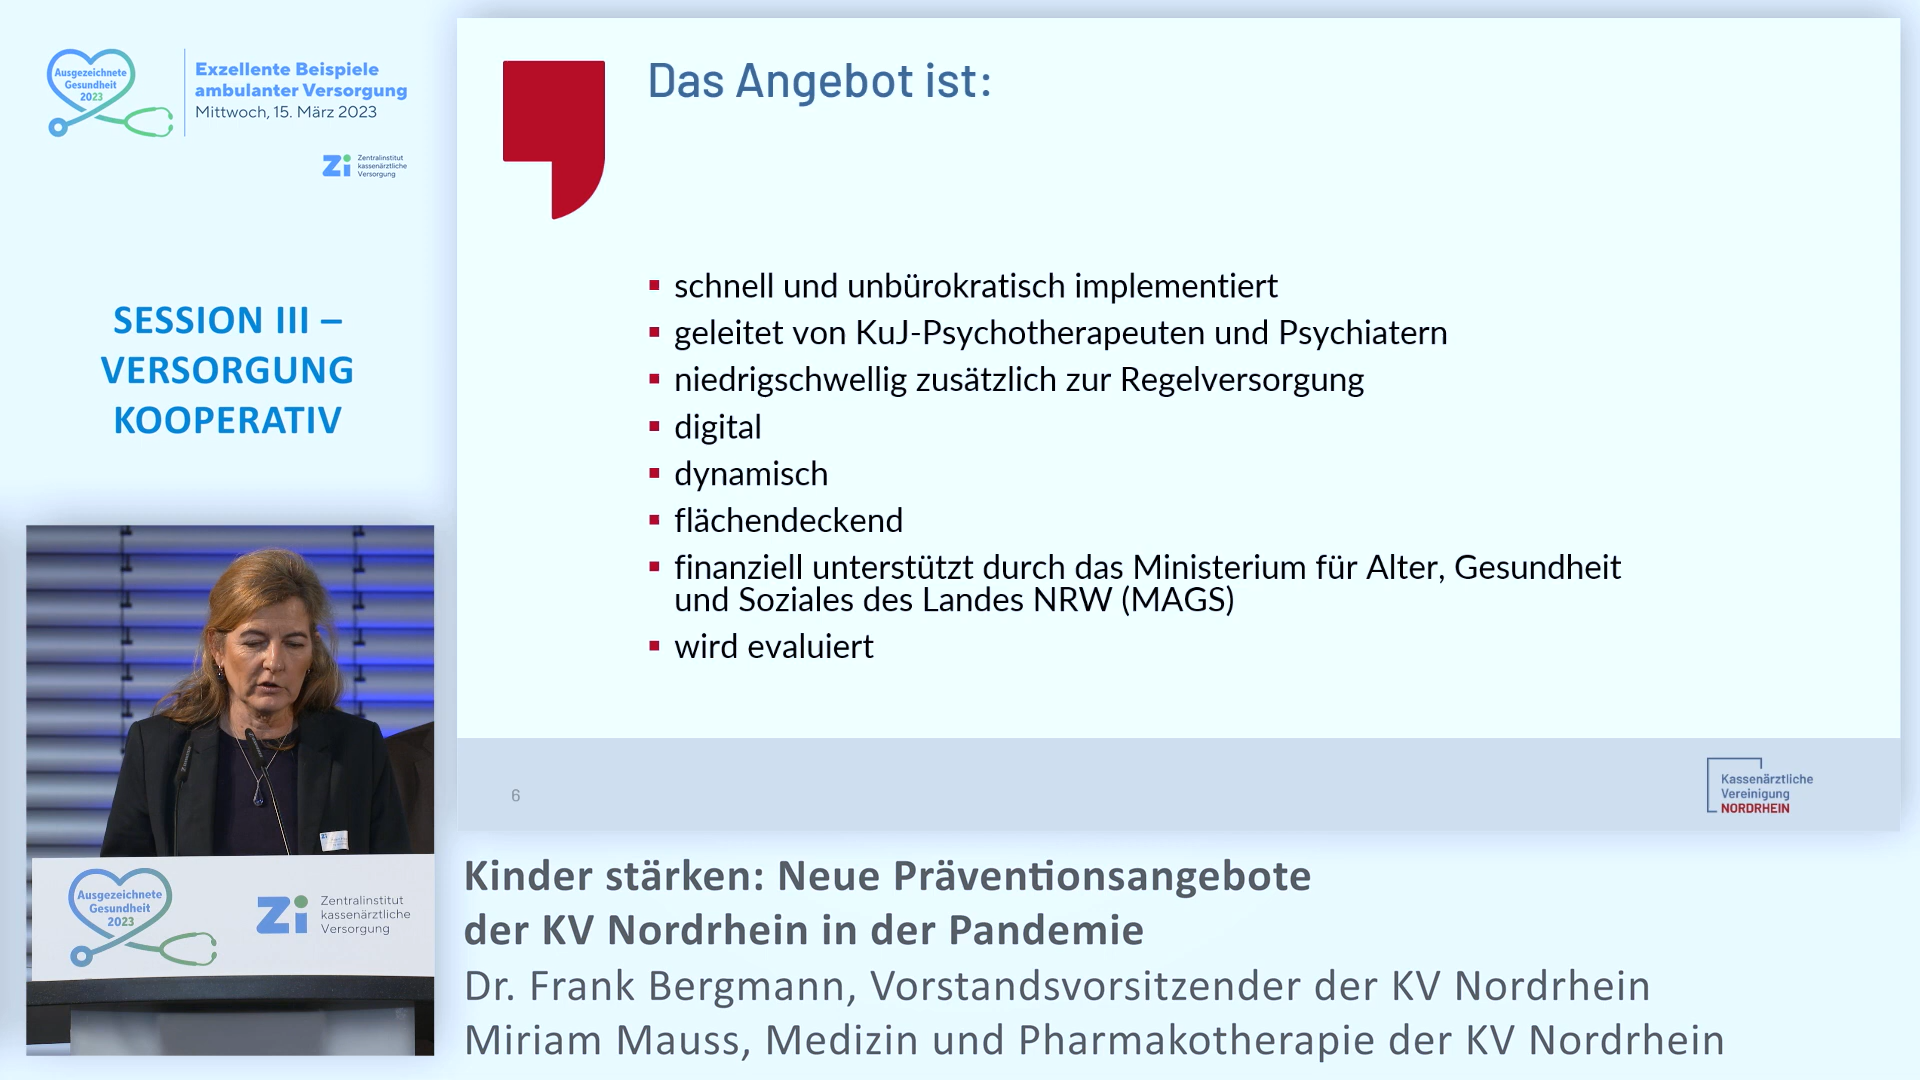 Ausgezeichnete
Gesundheit
2023
Exzellente Beispiele
ambulanter Versorgung
Mittwoch, 15. März 2023
Zi
Zentralinstitut
kassenärztliche
Versorgung
SESSION III –
VERSORGUNG
KOOPERATIV
Das Angebot ist:
schnell und unbürokratisch implementiert
geleitet von KuJ-Psychotherapeuten und Psychiatern
niedrigschwellig zusätzlich zur Regelversorgung
digital
dynamisch
flächendeckend
finanziell unterstützt durch das Ministerium für Alter, Gesundheit
und Soziales des Landes NRW (MAGS)
wird evaluiert
6
Kassenärztliche
Vereinigung
NORDRHEIN
Ausgezeichnete
Gesundheit
2023
Zi
Zentralinstitut
kassenärztliche
Versorgung
Kinder stärken: Neue Präventionsangebote
der KV Nordrhein in der Pandemie
Dr. Frank Bergmann, Vorstandsvorsitzender der KV Nordrhein
Miriam Mauss, Medizin und Pharmakotherapie der KV Nordrhein